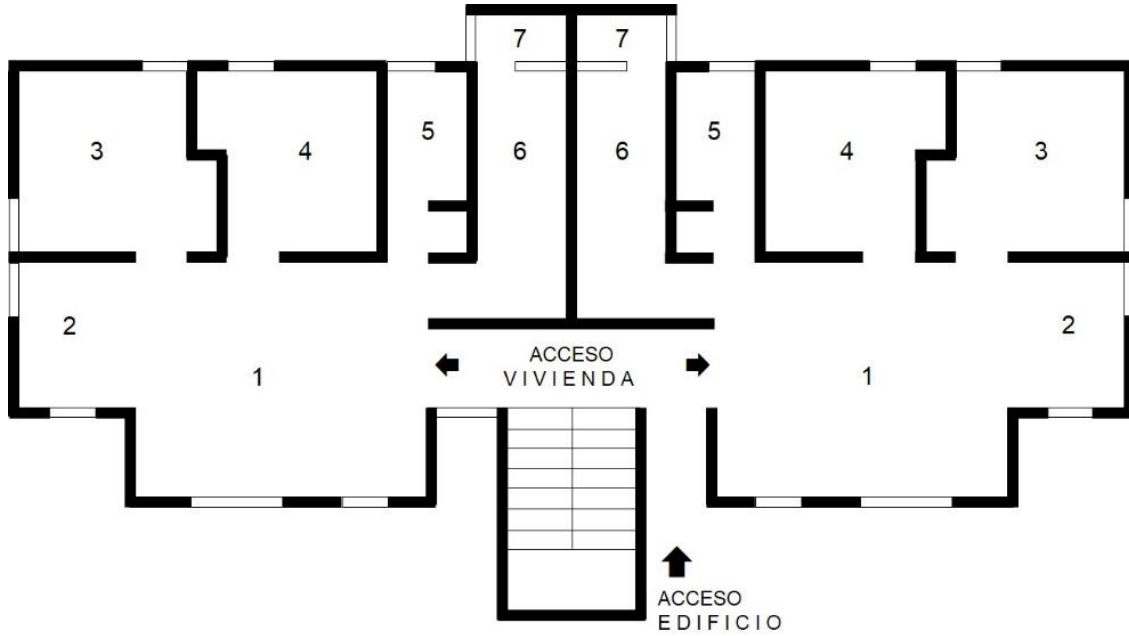 7 7
3 4 5 6 6 5 4 3
2 1 1 2
ACCESO
VIVIENDA
ACCESO
EDIFICIO